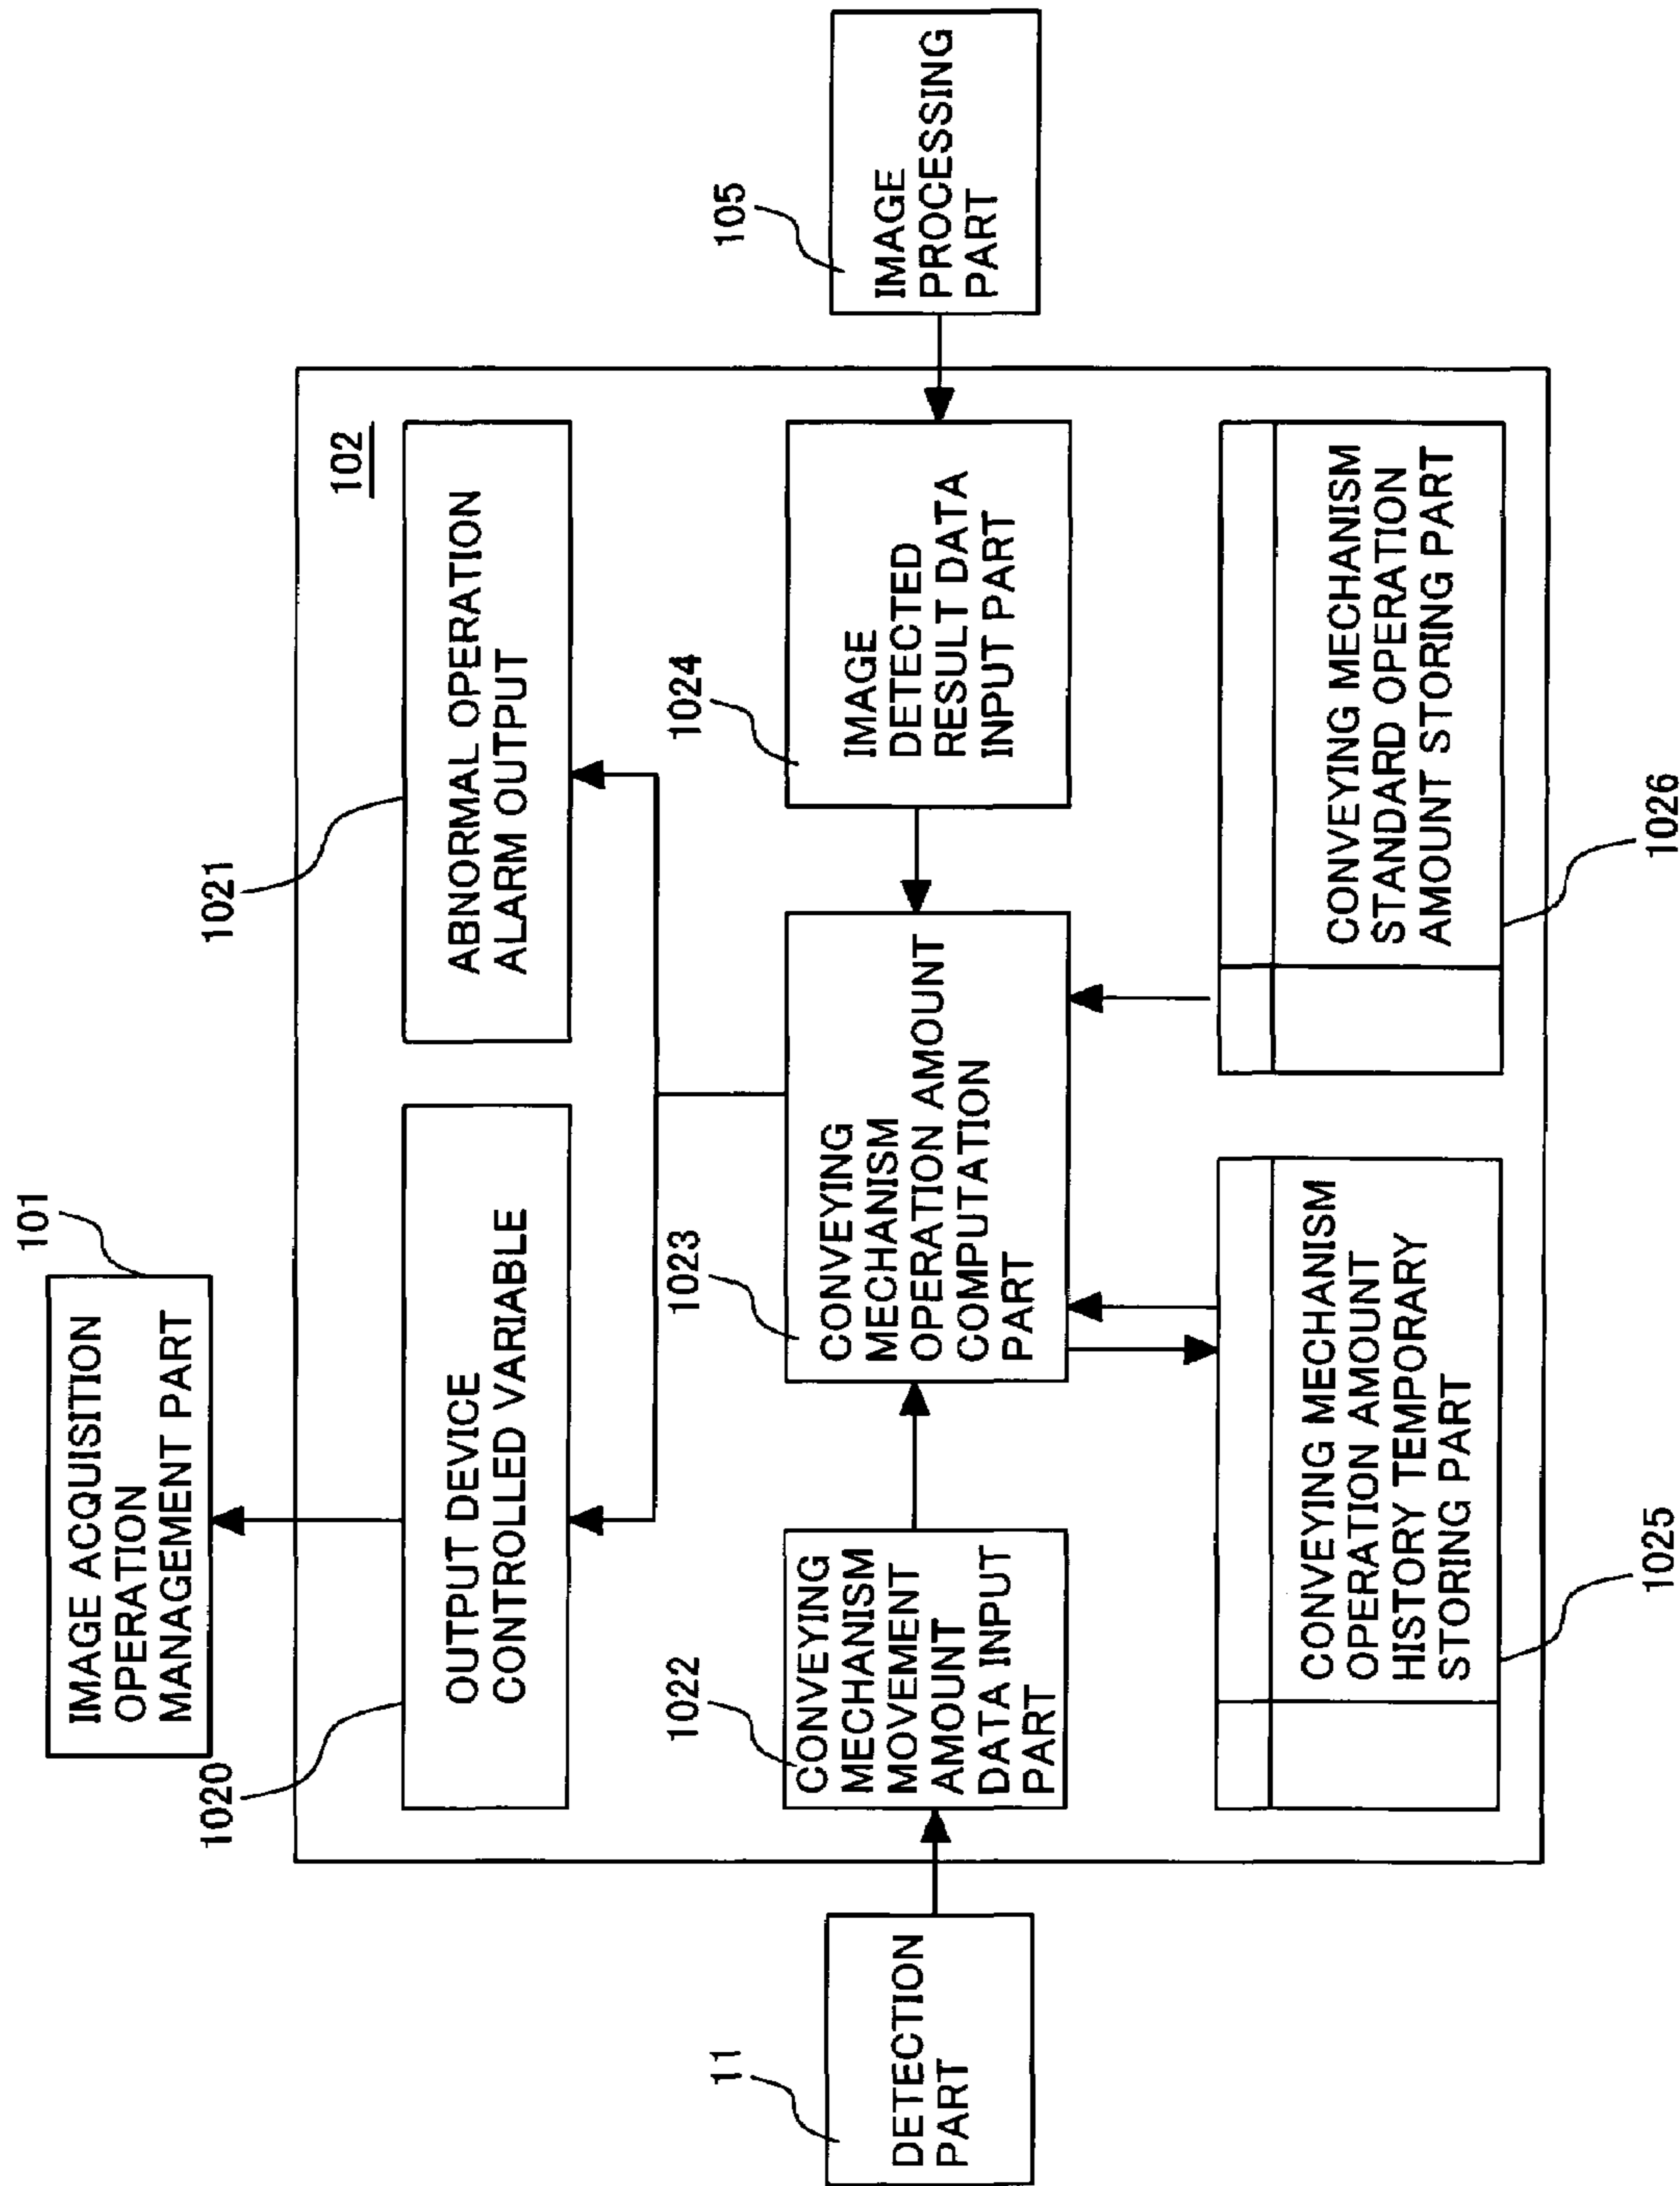 101
IMAGE ACQUISITION
OPERATION
MANAGEMENT PART
102
1020
OUTPUT DEVICE
CONTROLLED VARIABLE
1021
ABNORMAL OPERATION
ALARM OUTPUT
11
DETECTION
PART
1022
CONVEYING
MECHANISM
MOVEMENT
AMOUNT
DATA INPUT
PART
1023
CONVEYING
MECHANISM
OPERATION AMOUNT
COMPUTATION
PART
1024
IMAGE
DETECTED
RESULT DATA
INPUT PART
105
IMAGE
PROCESSING
PART
CONVEYING MECHANISM
OPERATION AMOUNT
HISTORY TEMPORARY
STORING PART
1025
CONVEYING MECHANISM
STANDARD OPERATION
AMOUNT STORING PART
1026